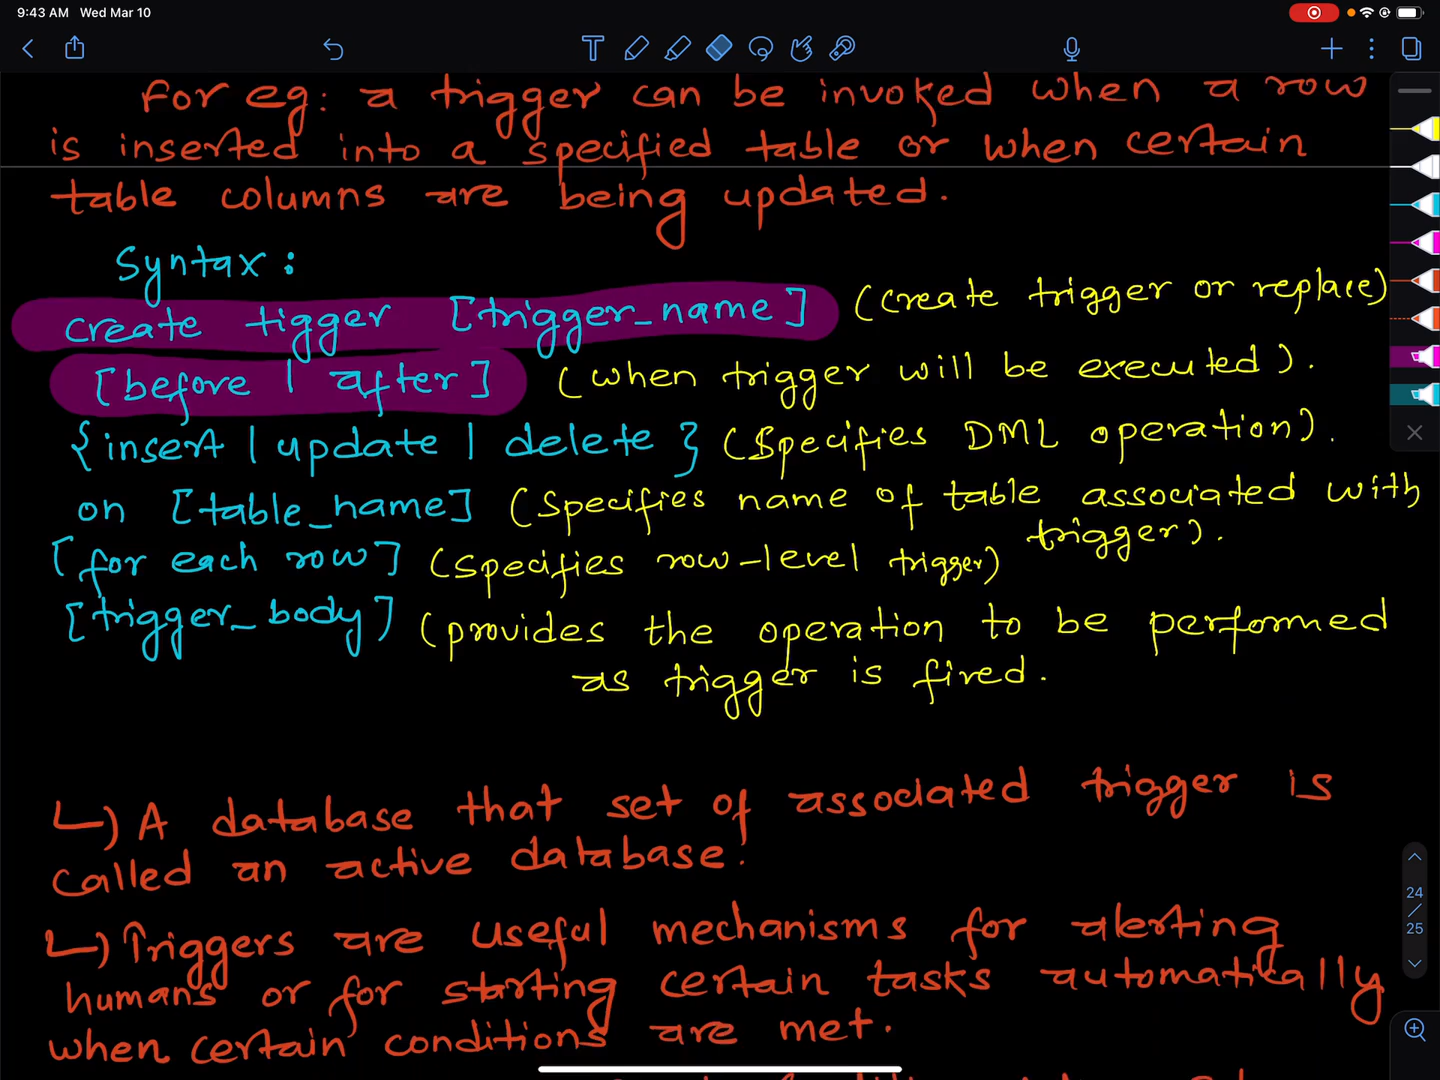 9:43 AM Wed Mar 10
For eg: a trigger can be invoked when a row
is inserted into a specified table or when certain
table columns are being updated.
Syntax:
create tigger [trigger_name] (create trigger or replace)
[before | after] (when trigger will be executed).
{insert | update | delete} (specifies DML operation).
on [table_name] (specifies name of table associated with
trigger).
[for each row] (specifies row-level trigger)
[trigger_body] (provides the operation to be performed
as trigger is fired.
↳) A database that set of associated trigger is
called an active database.
↳) Triggers are useful mechanisms for alerting
humans or for starting certain tasks automatically
when certain conditions are met.
24
/
25